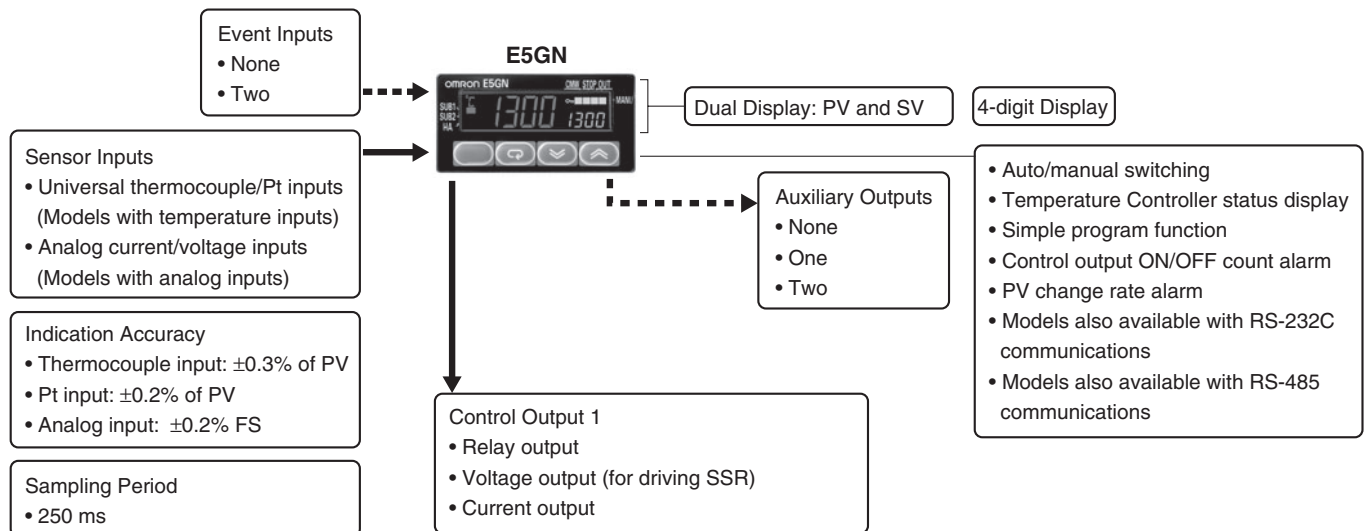 Event Inputs
• None
• Two
E5GN
omron E5GN
CMW STOP OUT
MANU
SUB1
SUB2
HA
°C
1300
1300
Dual Display: PV and SV
4-digit Display
Sensor Inputs
• Universal thermocouple/Pt inputs
(Models with temperature inputs)
• Analog current/voltage inputs
(Models with analog inputs)
Auxiliary Outputs
• None
• One
• Two
• Auto/manual switching
• Temperature Controller status display
• Simple program function
• Control output ON/OFF count alarm
• PV change rate alarm
• Models also available with RS-232C
communications
• Models also available with RS-485
communications
Indication Accuracy
• Thermocouple input: ±0.3% of PV
• Pt input: ±0.2% of PV
• Analog input: ±0.2% FS
Control Output 1
• Relay output
• Voltage output (for driving SSR)
• Current output
Sampling Period
• 250 ms